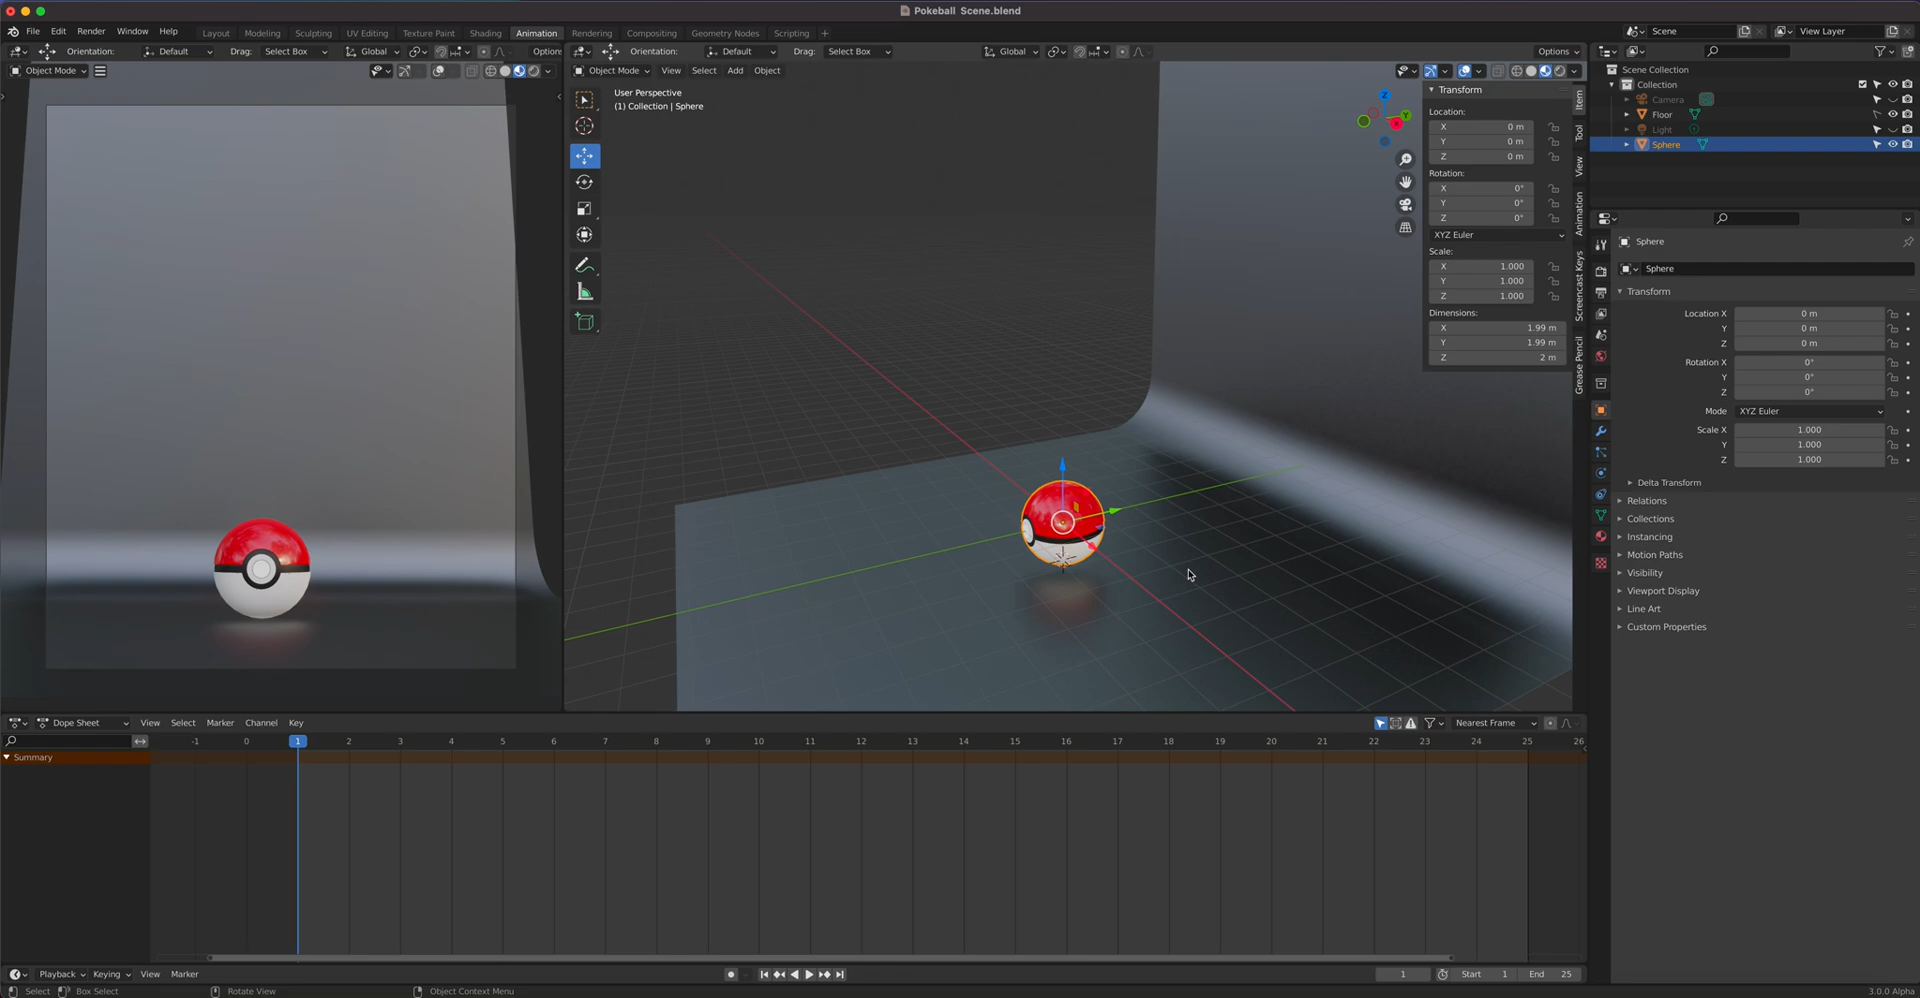 Pokeball Scene.blend
File Edit Render Window Help Layout Modeling Sculpting UV Editing Texture Paint Shading Animation Rendering Compositing Geometry Nodes Scripting + Scene View Layer
Orientation: Default Drag: Select Box Global Option
Orientation: Default Drag: Select Box Global Options
Object Mode
Object Mode View Select Add Object
User Perspective
(1) Collection | Sphere
Transform
Location:
X 0 m
Y 0 m
Z 0 m
Rotation:
X 0°
Y 0°
Z 0°
XYZ Euler
Scale:
X 1.000
Y 1.000
Z 1.000
Dimensions:
X 1.99 m
Y 1.99 m
Z 2 m
Item
Tool
View
Animation
Screencast Keys
Grease Pencil
Z
Y
X
Scene Collection
Collection
Camera
Floor
Light
Sphere
Sphere
Sphere
Transform
Location X 0 m
Y 0 m
Z 0 m
Rotation X 0°
Y 0°
Z 0°
Mode XYZ Euler
Scale X 1.000
Y 1.000
Z 1.000
Delta Transform
Relations
Collections
Instancing
Motion Paths
Visibility
Viewport Display
Line Art
Custom Properties
Dope Sheet View Select Marker Channel Key Nearest Frame
-1 0 1 2 3 4 5 6 7 8 9 10 11 12 13 14 15 16 17 18 19 20 21 22 23 24 25 26
Summary
Playback Keying View Marker 1 Start 1 End 25
Select Box Select Rotate View Object Context Menu 3.0.0 Alpha